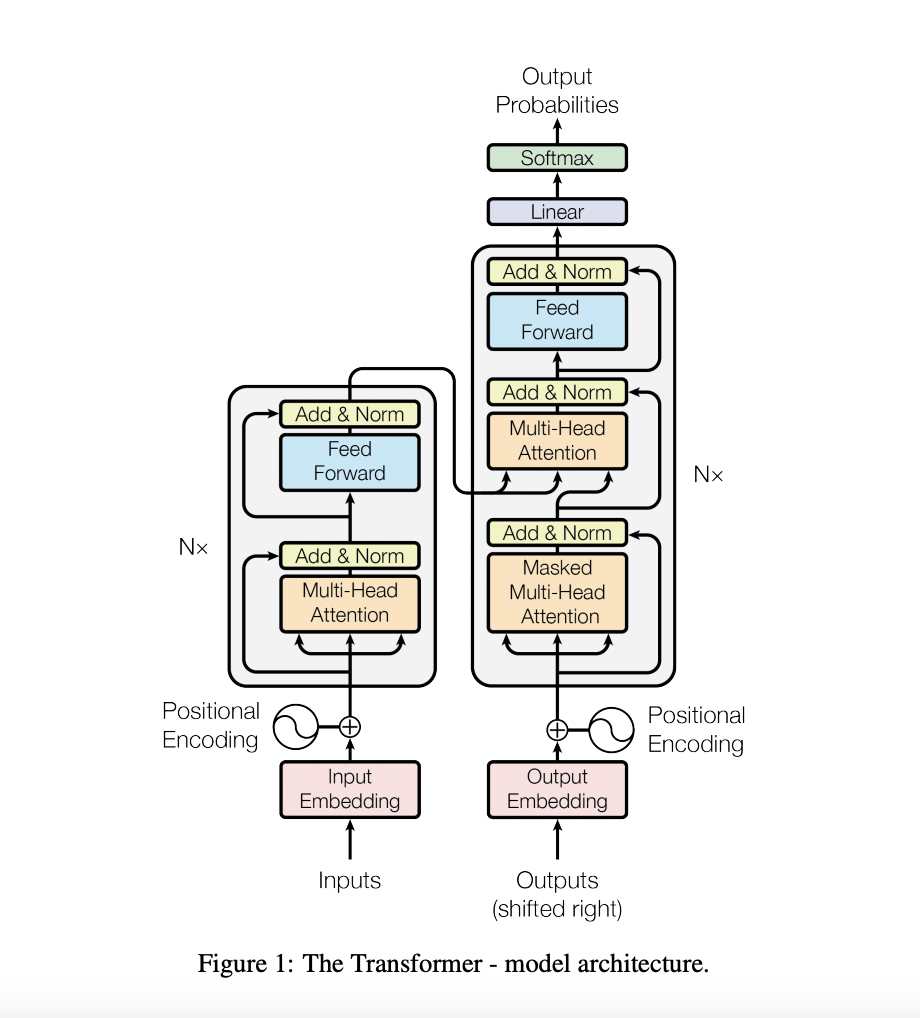 Output
Probabilities
Softmax
Linear
Add & Norm
Feed
Forward
Add & Norm
Multi-Head
Attention
Add & Norm
Masked
Multi-Head
Attention
Nx
Add & Norm
Feed
Forward
Add & Norm
Multi-Head
Attention
Nx
Positional
Encoding
Positional
Encoding
Input
Embedding
Output
Embedding
Inputs
Outputs
(shifted right)
Figure 1: The Transformer - model architecture.